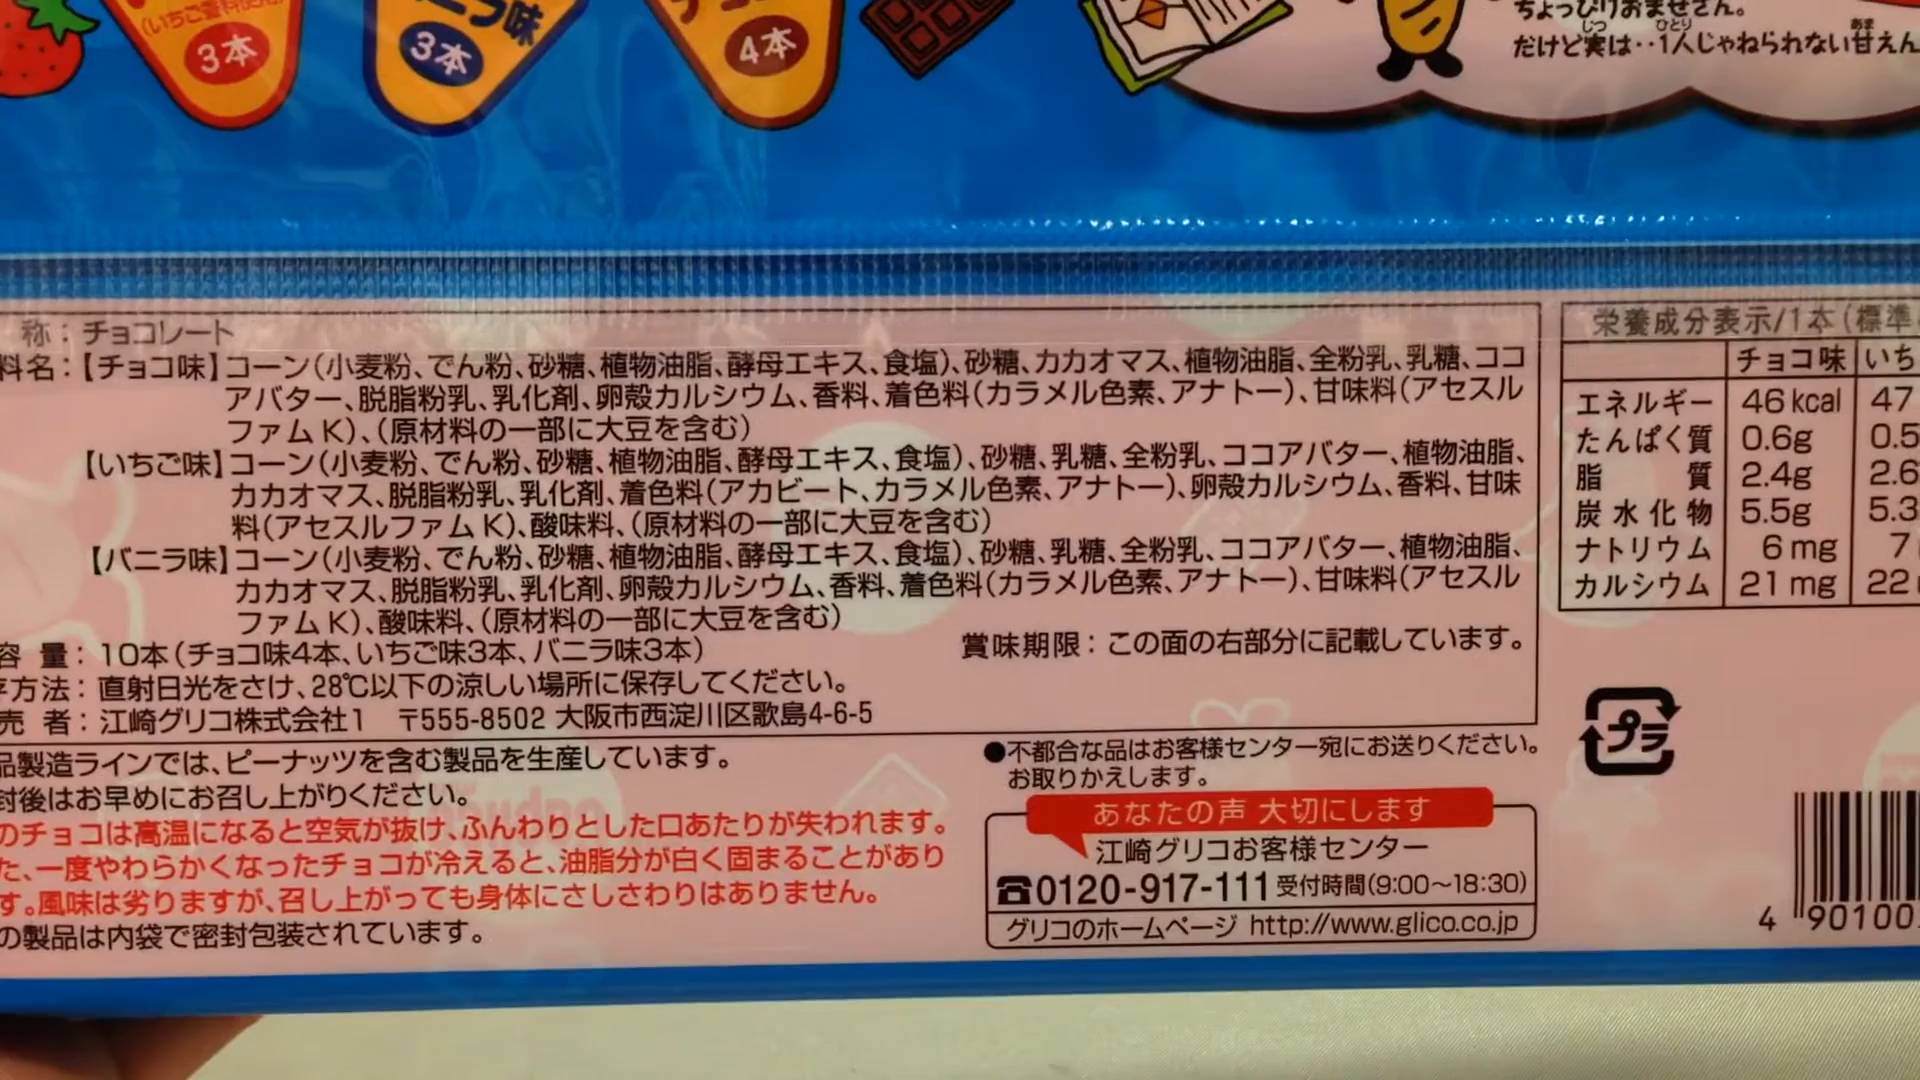 (いちご香料使用)
3本
味
3本
4本
ちょっぴりおませさん。
だけど実は‥1人じゃねられない甘えん
称：チョコレート
料名：【チョコ味】コーン(小麦粉、でん粉、砂糖、植物油脂、酵母エキス、食塩)、砂糖、カカオマス、植物油脂、全粉乳、乳糖、ココ
アバター、脱脂粉乳、乳化剤、卵殻カルシウム、香料、着色料(カラメル色素、アナトー)、甘味料(アセスル
ファムK)、(原材料の一部に大豆を含む)
【いちご味】コーン(小麦粉、でん粉、砂糖、植物油脂、酵母エキス、食塩)、砂糖、乳糖、全粉乳、ココアバター、植物油脂、
カカオマス、脱脂粉乳、乳化剤、着色料(アカビート、カラメル色素、アナトー)、卵殻カルシウム、香料、甘味
料(アセスルファムK)、酸味料、(原材料の一部に大豆を含む)
【バニラ味】コーン(小麦粉、でん粉、砂糖、植物油脂、酵母エキス、食塩)、砂糖、乳糖、全粉乳、ココアバター、植物油脂、
カカオマス、脱脂粉乳、乳化剤、卵殻カルシウム、香料、着色料(カラメル色素、アナトー)、甘味料(アセスル
ファムK)、酸味料、(原材料の一部に大豆を含む)
容 量：10本(チョコ味4本、いちご味3本、バニラ味3本)
賞味期限：この面の右部分に記載しています。
存方法：直射日光をさけ、28℃以下の涼しい場所に保存してください。
売 者：江崎グリコ株式会社1 〒555-8502 大阪市西淀川区歌島4-6-5
品製造ラインでは、ピーナッツを含む製品を生産しています。
封後はお早めにお召し上がりください。
のチョコは高温になると空気が抜け、ふんわりとした口あたりが失われます。
た、一度やわらかくなったチョコが冷えると、油脂分が白く固まることがあり
す。風味は劣りますが、召し上がっても身体にさしさわりはありません。
の製品は内袋で密封包装されています。
●不都合な品はお客様センター宛にお送りください。
お取りかえします。
あなたの声 大切にします
江崎グリコお客様センター
☎0120-917-111 受付時間(9:00〜18:30)
グリコのホームページ http://www.glico.co.jp
栄養成分表示/1本(標準
チョコ味 いち
エネルギー 46kcal 47
たんぱく質 0.6g 0.5
脂 質 2.4g 2.6
炭水化物 5.5g 5.3
ナトリウム 6mg 7
カルシウム 21mg 22
プラ
4 90100